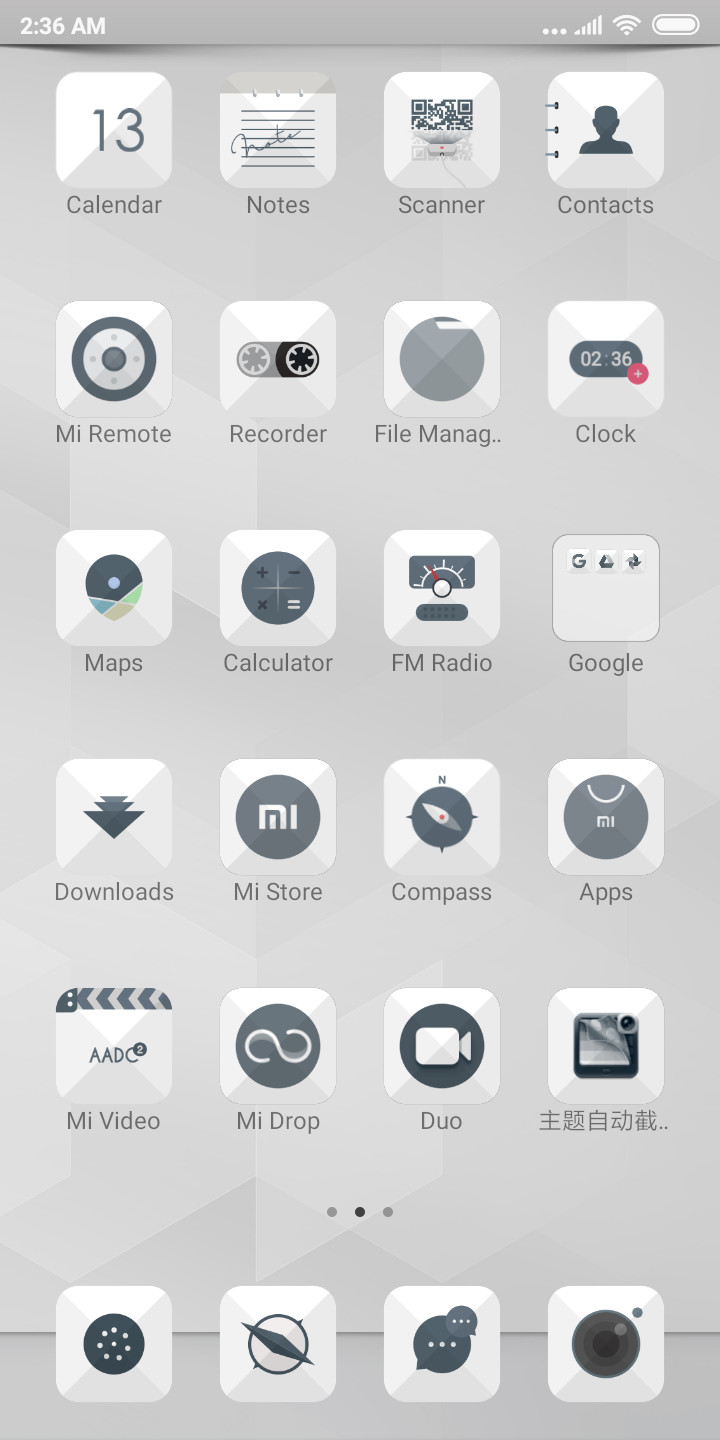 2:36 AM
13
Note
Calendar Notes Scanner Contacts
02:36
Mi Remote Recorder File Manag.. Clock
G
Maps Calculator FM Radio Google
N
mi mi
Downloads Mi Store Compass Apps
AADC2
Mi Video Mi Drop Duo 主题自动截..